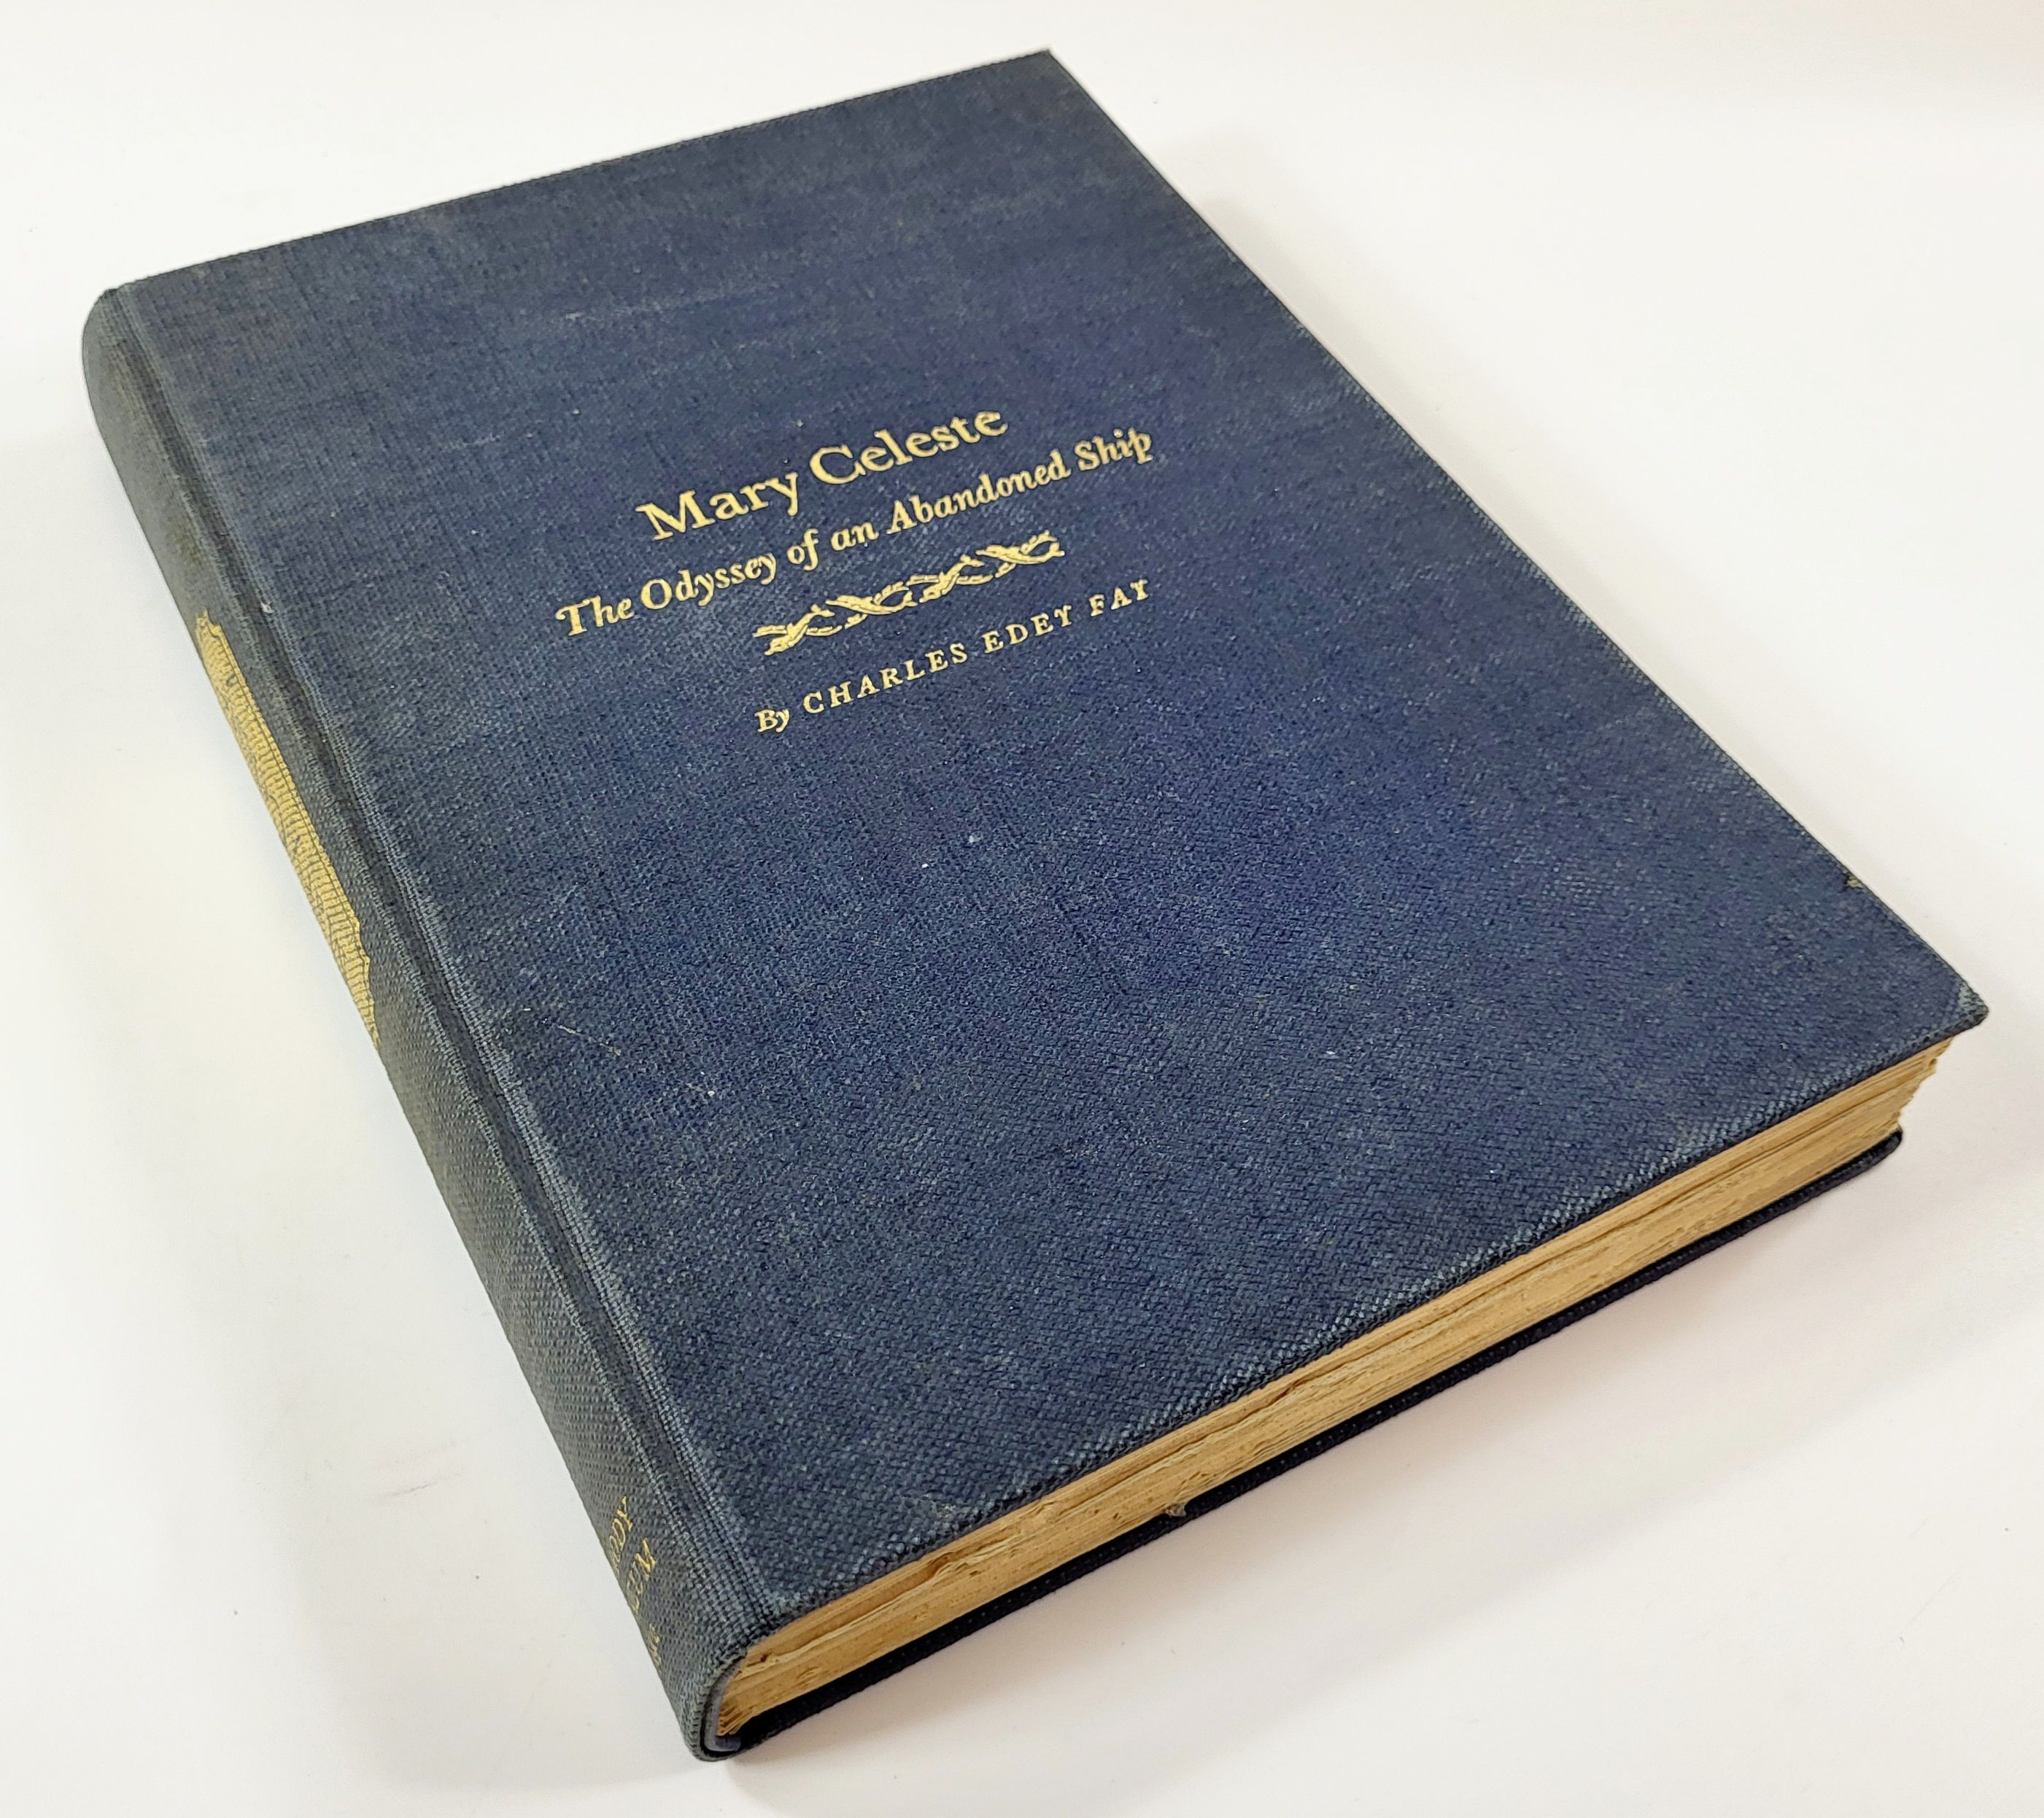 Mary Celeste
The Odyssey of an Abandoned Ship
By CHARLES EDEY FAY